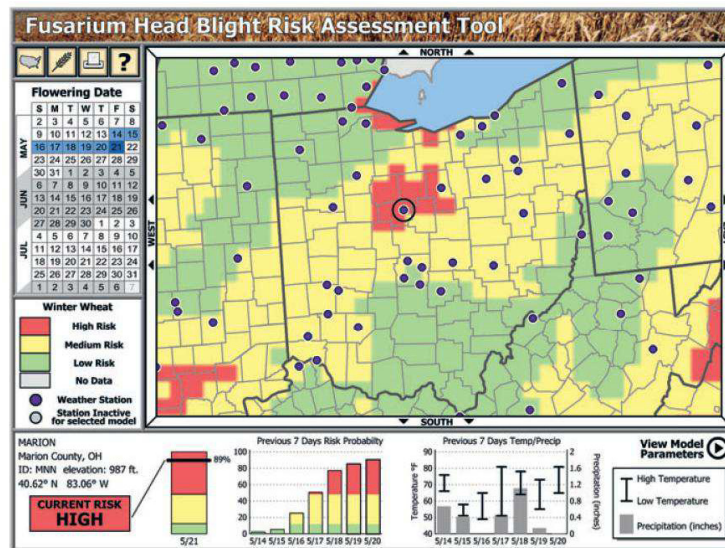 Fusarium Head Blight Risk Assessment Tool
?
Flowering Date
S M T W T F S
MAY
2 3 4 5 6 7 8
9 10 11 12 13 14 15
16 17 18 19 20 21 22
23 24 25 26 27 28 29
30 31 1 2 3 4 5
JUN
6 7 8 9 10 11 12
13 14 15 16 17 18 19
20 21 22 23 24 25 26
27 28 29 30 1 2 3
JUL
4 5 6 7 8 9 10
11 12 13 14 15 16 17
18 19 20 21 22 23 24
25 26 27 28 29 30 31
1 2 3 4 5 6 7
Winter Wheat
High Risk
Medium Risk
Low Risk
No Data
Weather Station
Station Inactive
for selected model
NORTH
WEST
SOUTH
MARION
Marion County, OH
ID: MNN elevation: 987 ft.
40.62° N 83.06° W
CURRENT RISK
HIGH
89%
5/21
Previous 7 Days Risk Probabilty
100
80
60
40
20
0
5/14 5/15 5/16 5/17 5/18 5/19 5/20
Previous 7 Days Temp/Precip
Temperature °F
90
80
70
60
50
40
2
1.6
1.2
0.8
0.4
0
Precipitation
(inches)
5/14 5/15 5/16 5/17 5/18 5/19 5/20
View Model
Parameters
High Temperature
Low Temperature
Precipitation (inches)